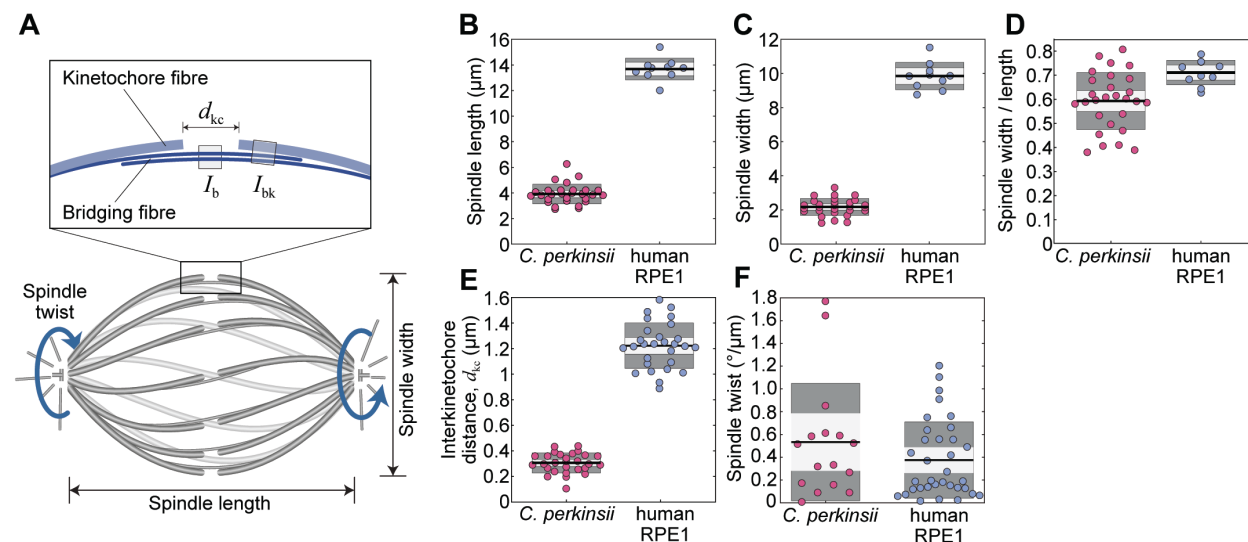 A
Kinetochore fibre
dkc
Ib
Ibk
Bridging fibre
Spindle
twist
Spindle width
Spindle length
B
Spindle length (μm)
16
14
12
10
8
6
4
2
0
C. perkinsii
human
RPE1
C
Spindle width (μm)
12
10
8
6
4
2
0
C. perkinsii
human
RPE1
D
Spindle width / length
0.8
0.7
0.6
0.5
0.4
0.3
0.2
0.1
0
C. perkinsii
human
RPE1
E
Interkinetochore
distance, dkc (μm)
1.6
1.4
1.2
1
0.8
0.6
0.4
0.2
0
C. perkinsii
human
RPE1
F
Spindle twist (°/μm)
1.8
1.6
1.4
1.2
1.0
0.8
0.6
0.4
0.2
0
C. perkinsii
human
RPE1